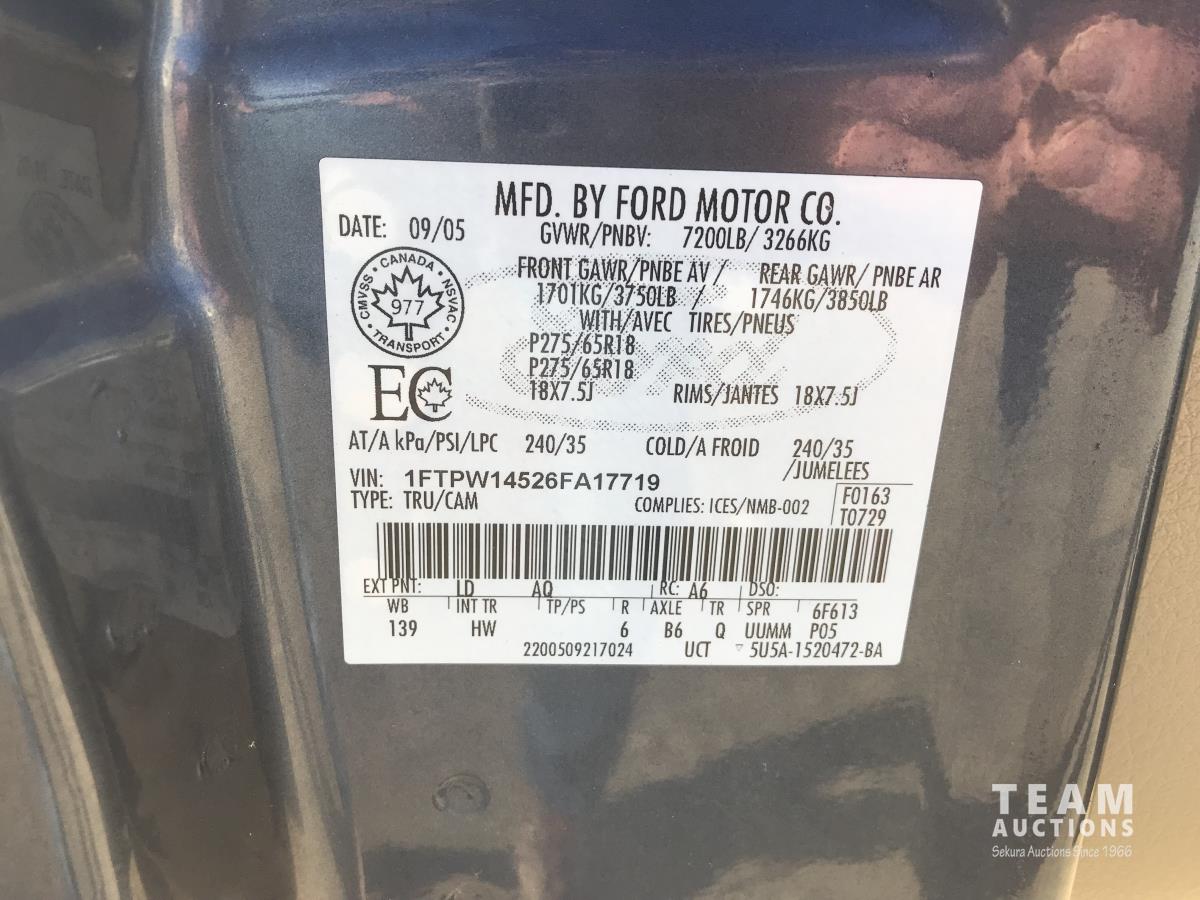 MFD. BY FORD MOTOR CO.
DATE: 09/05
GVWR/PNBV: 7200LB/ 3266KG
FRONT GAWR/PNBE AV / REAR GAWR/ PNBE AR
1701KG/3750LB / 1746KG/3850LB
WITH/AVEC TIRES/PNEUS
P275/65R18
P275/65R18
18X7.5J RIMS/JANTES 18X7.5J
CMVSS • CANADA • NSVAC • TRANSPORT •
977
EC
AT/A kPa/PSI/LPC 240/35 COLD/A FROID 240/35
/JUMELEES
VIN: 1FTPW14526FA17719
TYPE: TRU/CAM COMPLIES: ICES/NMB-002
F0163
T0729
EXT PNT: LD AQ RC: A6 DSO:
WB INT TR TP/PS R AXLE TR SPR 6F613
139 HW 6 B6 Q UUMM P05
2200509217024 UCT ▽ 5U5A-1520472-BA
TEAM
AUCTIONS
Sekura Auctions Since 1966